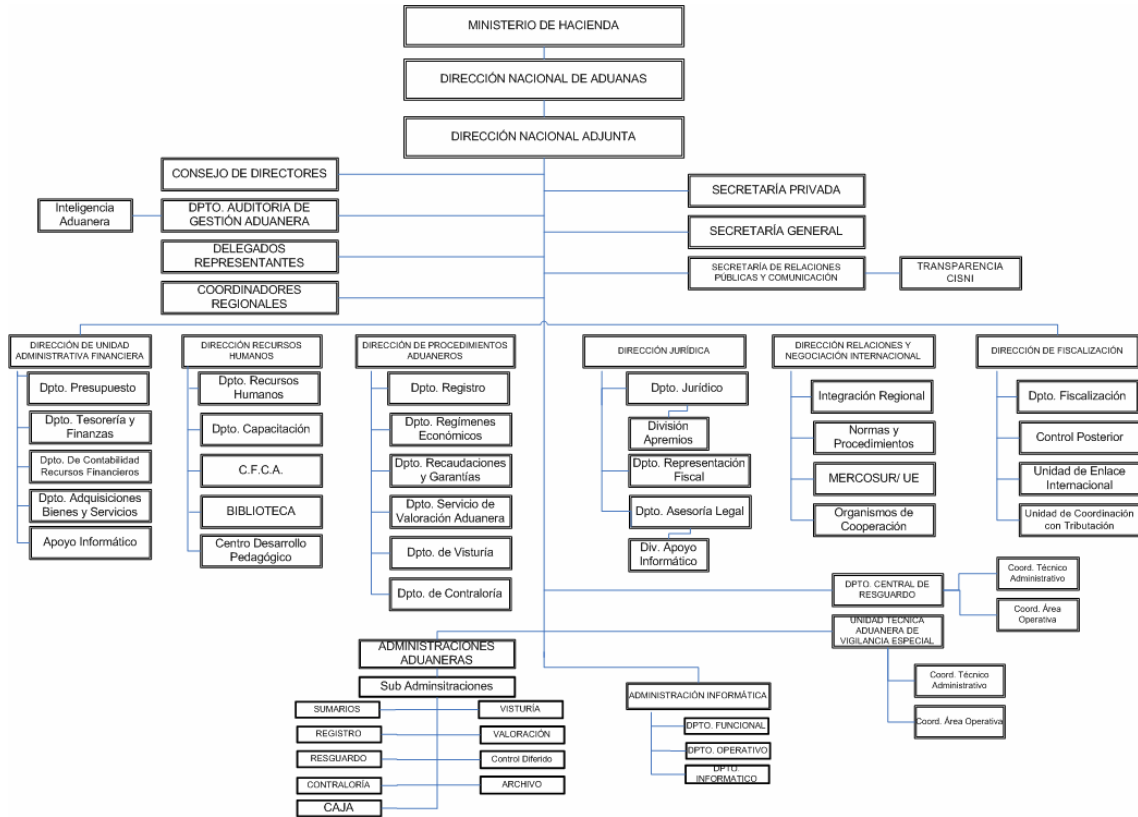 MINISTERIO DE HACIENDA
DIRECCIÓN NACIONAL DE ADUANAS
DIRECCIÓN NACIONAL ADJUNTA
CONSEJO DE DIRECTORES
SECRETARÍA PRIVADA
Inteligencia
Aduanera
DPTO. AUDITORIA DE
GESTIÓN ADUANERA
SECRETARÍA GENERAL
DELEGADOS
REPRESENTANTES
SECRETARÍA DE RELACIONES
PÚBLICAS Y COMUNICACIÓN
TRANSPARENCIA
CISNI
COORDINADORES
REGIONALES
DIRECCIÓN DE UNIDAD
ADMINISTRATIVA FINANCIERA
Dpto. Presupuesto
Dpto. Tesorería y
Finanzas
Dpto. De Contabilidad
Recursos Financieros
Dpto. Adquisiciones
Bienes y Servicios
Apoyo Informático
DIRECCIÓN RECURSOS
HUMANOS
Dpto. Recursos
Humanos
Dpto. Capacitación
C.F.C.A.
BIBLIOTECA
Centro Desarrollo
Pedagógico
DIRECCIÓN DE PROCEDIMIENTOS
ADUANEROS
Dpto. Registro
Dpto. Regímenes
Económicos
Dpto. Recaudaciones
y Garantías
Dpto. Servicio de
Valoración Aduanera
Dpto. de Visturía
Dpto. de Contraloría
DIRECCIÓN JURÍDICA
Dpto. Jurídico
División
Apremios
Dpto. Representación
Fiscal
Dpto. Asesoría Legal
Div. Apoyo
Informático
DIRECCIÓN RELACIONES Y
NEGOCIACIÓN INTERNACIONAL
Integración Regional
Normas y
Procedimientos
MERCOSUR/ UE
Organismos de
Cooperación
DIRECCIÓN DE FISCALIZACIÓN
Dpto. Fiscalización
Control Posterior
Unidad de Enlace
Internacional
Unidad de Coordinación
con Tributación
DPTO. CENTRAL DE
RESGUARDO
Coord. Técnico
Administrativo
Coord. Área
Operativa
UNIDAD TÉCNICA
ADUANERA DE
VIGILANCIA ESPECIAL
Coord. Técnico
Administrativo
Coord. Área Operativa
ADMINISTRACIONES
ADUANERAS
Sub Adminsitraciones
SUMARIOS
VISTURÍA
REGISTRO
VALORACIÓN
RESGUARDO
Control Diferido
CONTRALORÍA
ARCHIVO
CAJA
ADMINISTRACIÓN INFORMÁTICA
DPTO. FUNCIONAL
DPTO. OPERATIVO
DPTO.
INFORMATICO